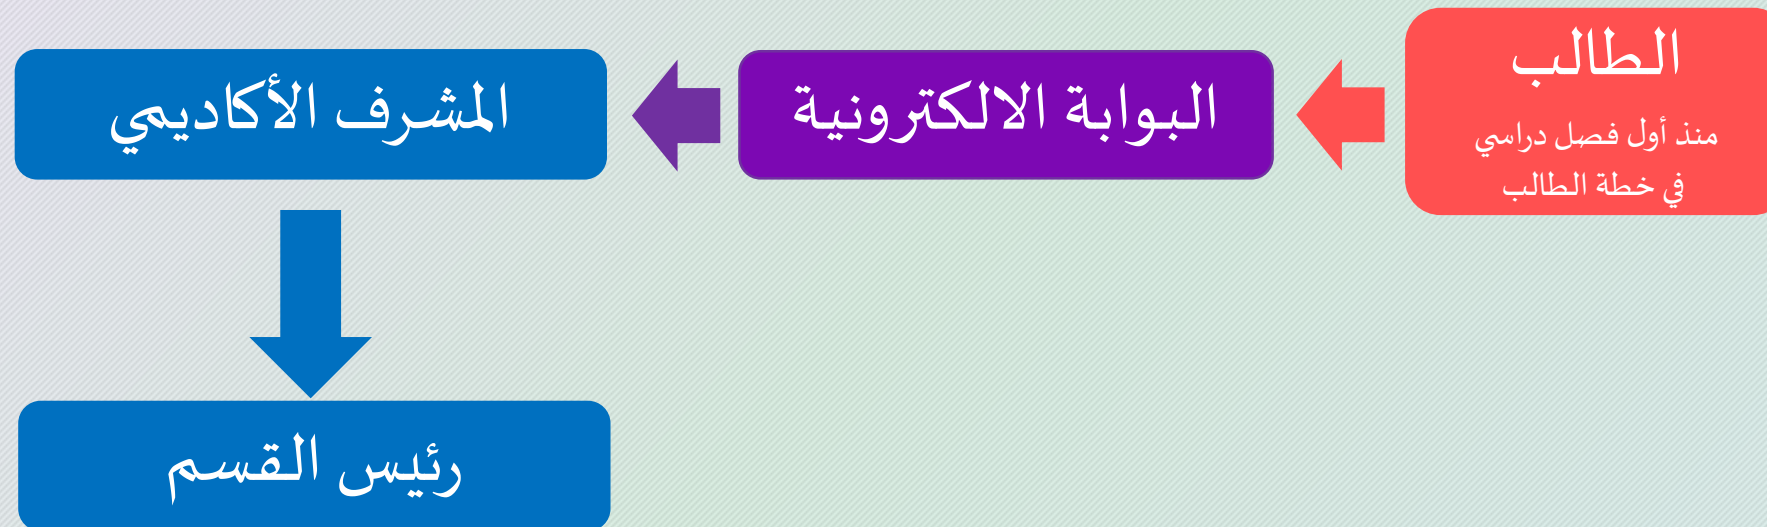 الطالب
منذ أول فصل دراسي
في خطة الطالب
البوابة الالكترونية
المشرف الأكاديمي
رئيس القسم